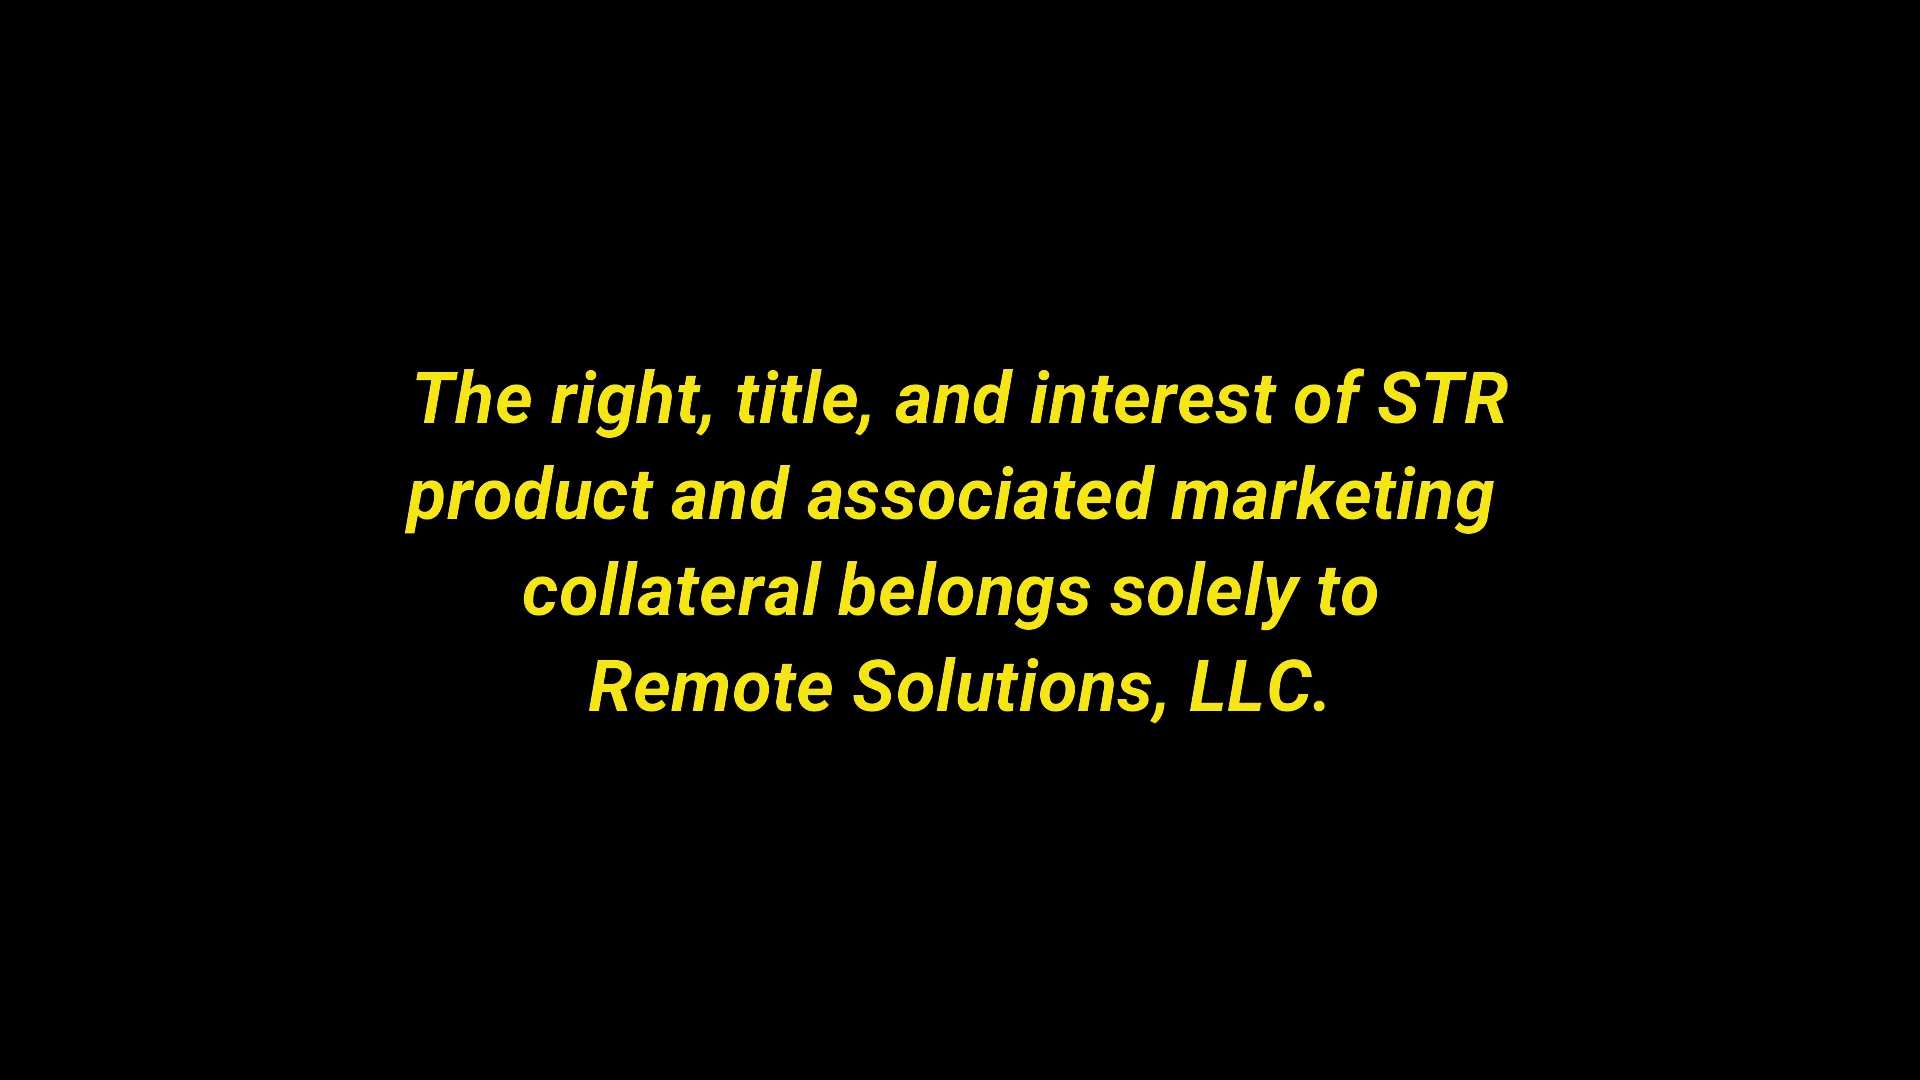 The right, title, and interest of STR
product and associated marketing
collateral belongs solely to
Remote Solutions, LLC.